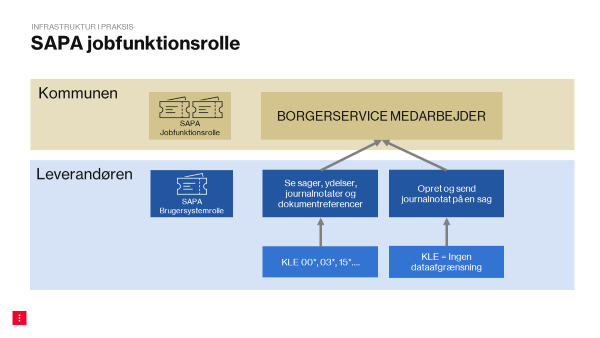 INFRASTRUKTUR I PRAKSIS
SAPA jobfunktionsrolle
Kommunen
SAPA
Jobfunktionsrolle
BORGERSERVICE MEDARBEJDER
Leverandøren
SAPA
Brugersystemrolle
Se sager, ydelser,
journalnotater og
dokumentreferencer
Opret og send
journalnotat på en sag
KLE 00*, 03*, 15*....
KLE = Ingen
dataafgrænsning